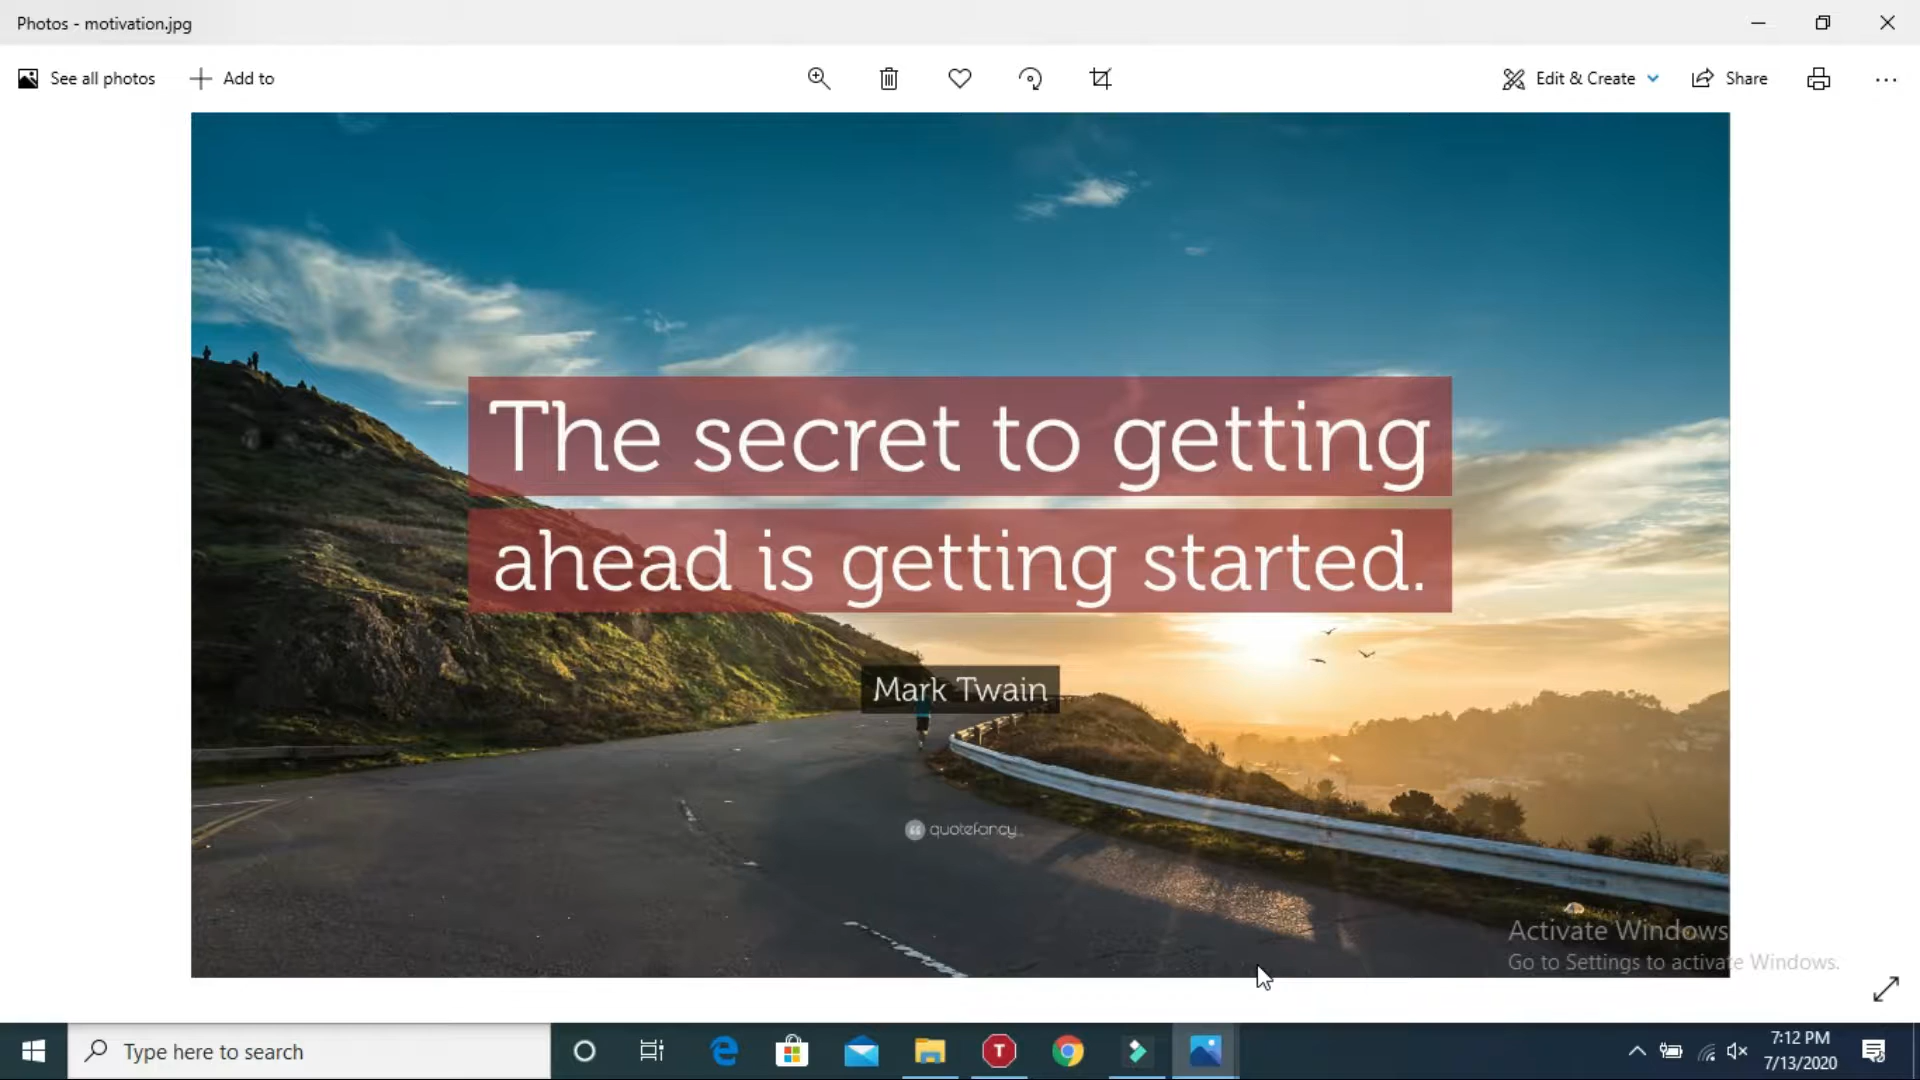 Photos - motivation.jpg
See all photos
Add to
Edit & Create
Share
The secret to getting
ahead is getting started.
Mark Twain
quotefancy
Activate Windows
Go to Settings to activate Windows.
Type here to search
T
7:12 PM
7/13/2020